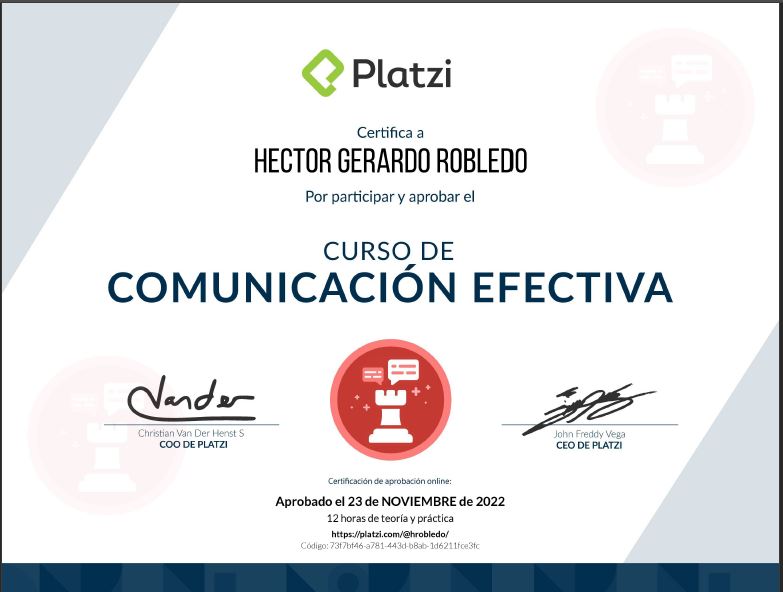 Platzi
Certifica a
HECTOR GERARDO ROBLEDO
Por participar y aprobar el
CURSO DE
COMUNICACIÓN EFECTIVA
Vander
Christian Van Der Henst S
COO DE PLATZI
John Freddy Vega
CEO DE PLATZI
Certificación de aprobación online:
Aprobado el 23 de NOVIEMBRE de 2022
12 horas de teoría y práctica
https://platzi.com/@hrobledo/
Código: 73f7bf46-a781-443d-b8ab-1d6211fce3fc